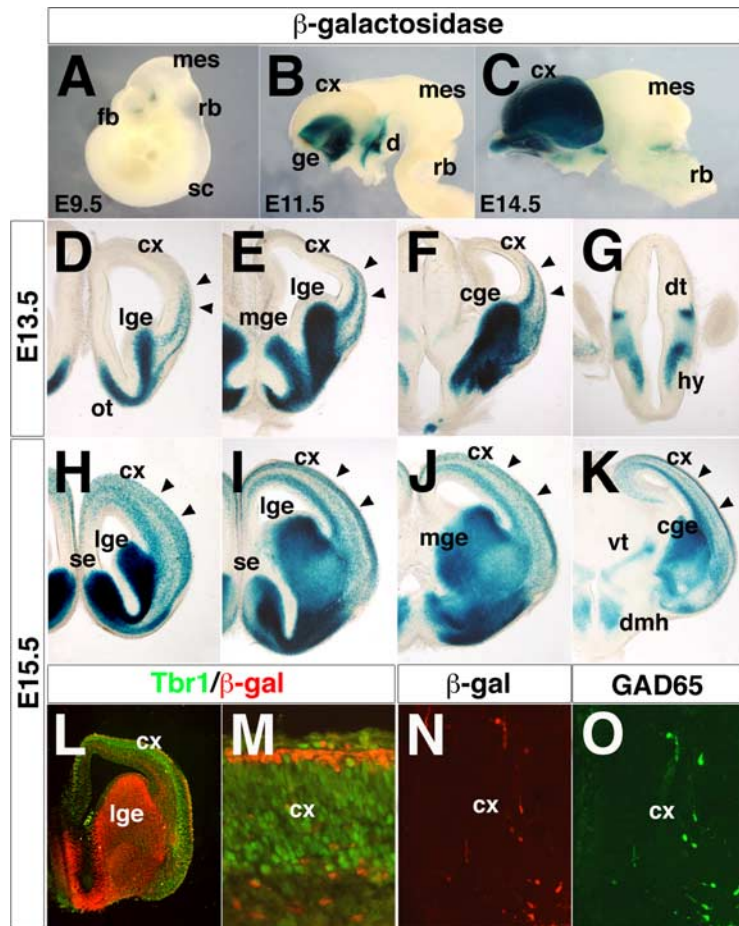 β-galactosidase
A
mes
fb
rb
sc
E9.5
B
cx
mes
ge
d
rb
E11.5
C
cx
mes
rb
E14.5
E13.5
D
cx
lge
ot
E
cx
lge
mge
F
cx
cge
G
dt
hy
E15.5
H
cx
lge
se
I
cx
lge
se
J
cx
mge
K
cx
cge
vt
dmh
Tbr1/β-gal
β-gal
GAD65
L
cx
lge
M
cx
N
cx
O
cx